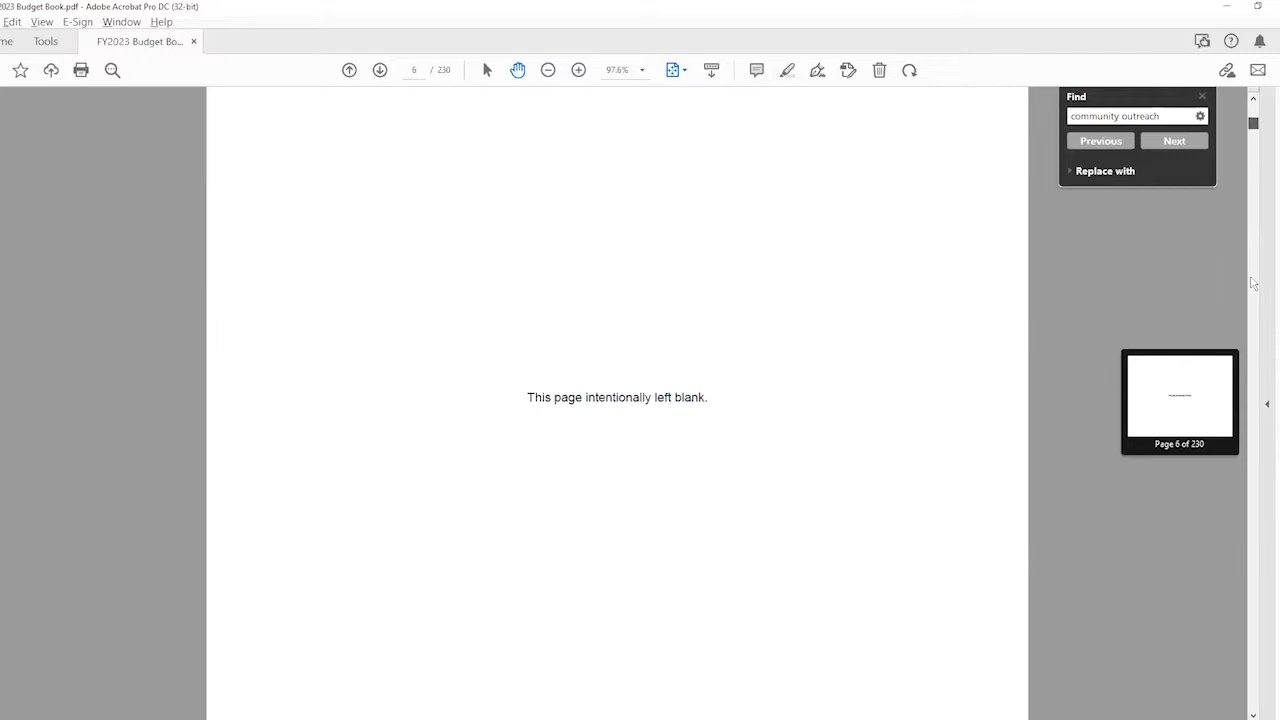 2023 Budget Book.pdf - Adobe Acrobat Pro DC (32-bit)
Edit View E-Sign Window Help
me Tools FY2023 Budget Bo... ×
6 / 230 97.6%
Find
community outreach
Previous Next
Replace with
This page intentionally left blank.
Page 6 of 230